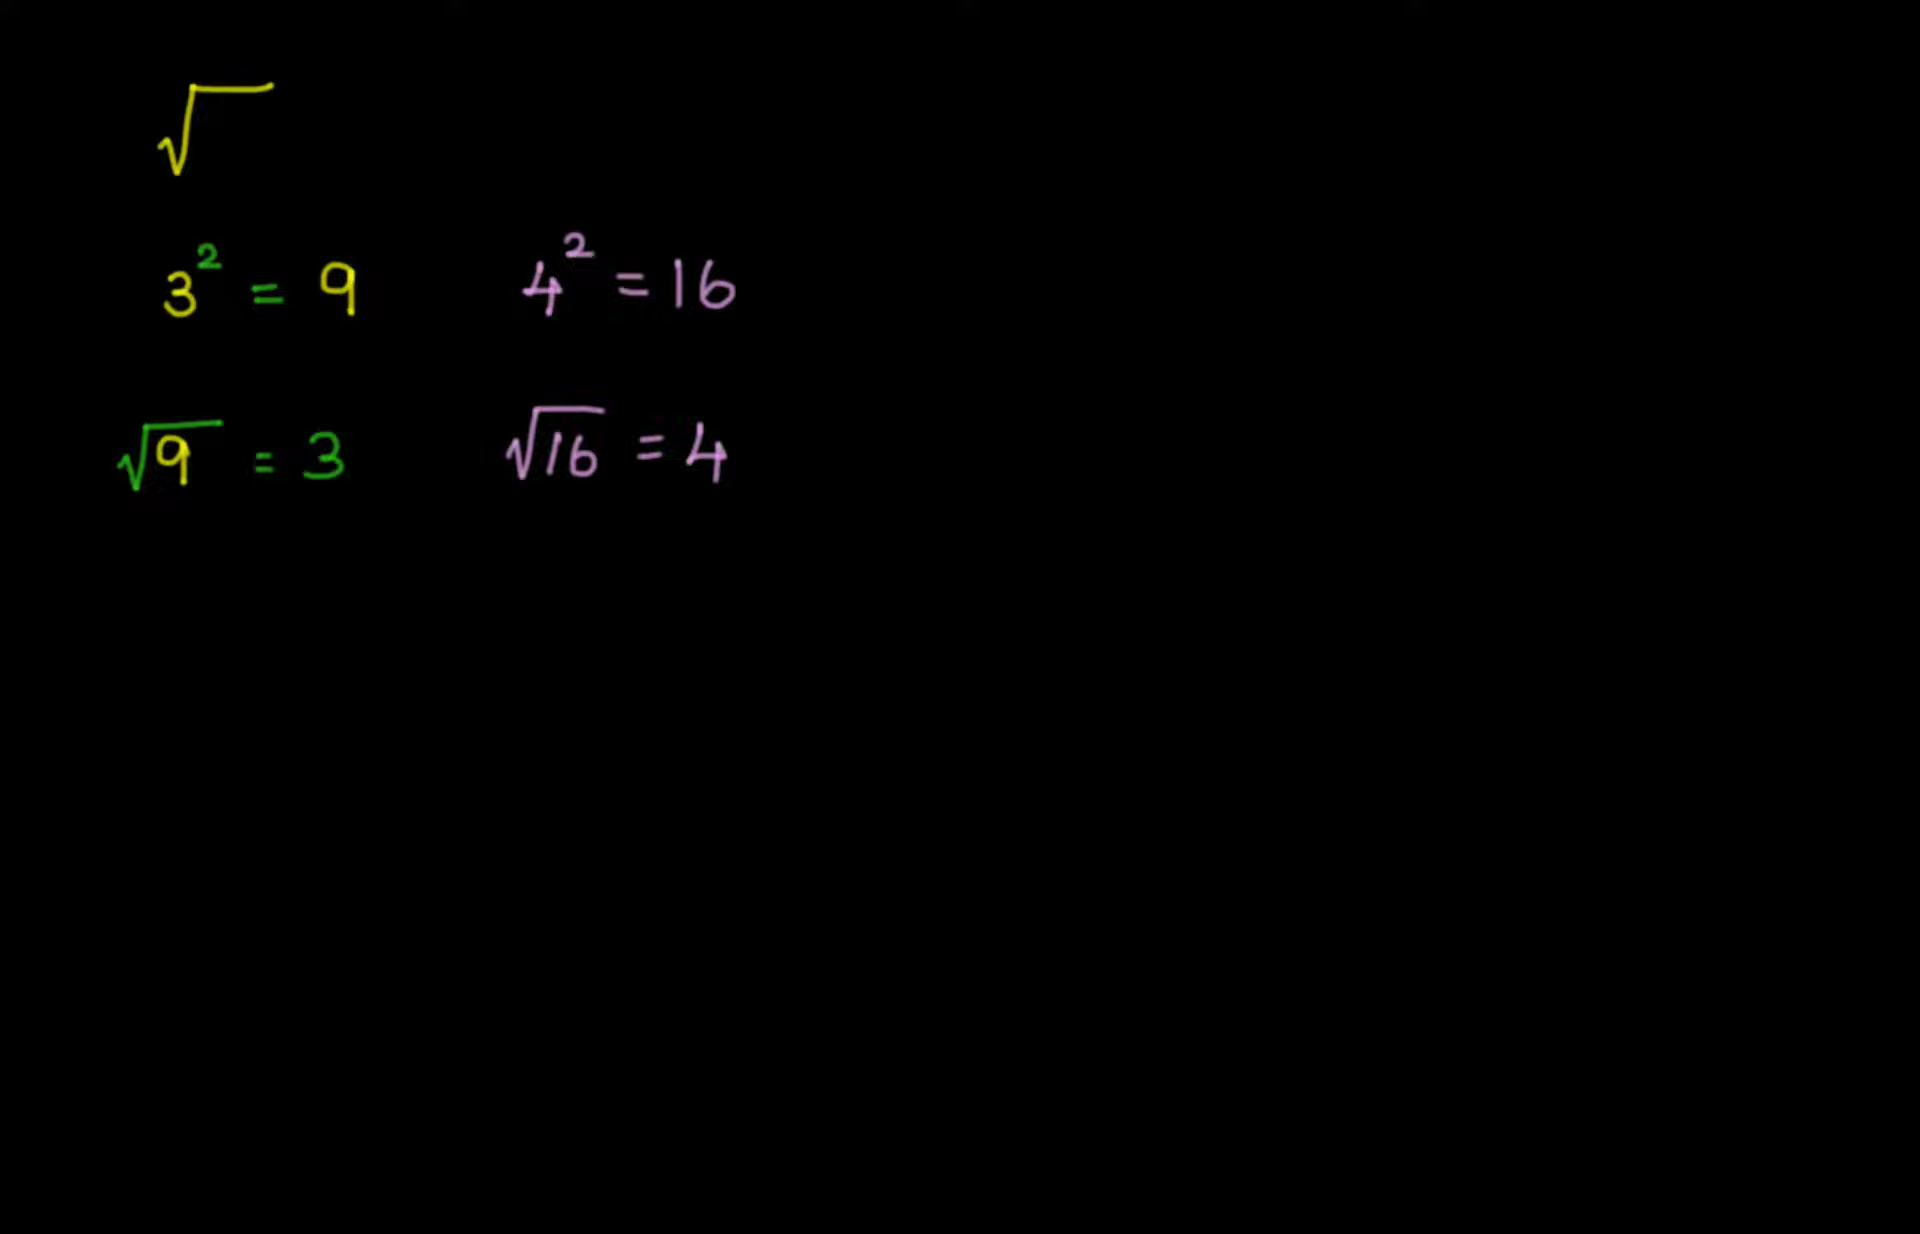 √
3² = 9 4² = 16
√9 = 3 √16 = 4